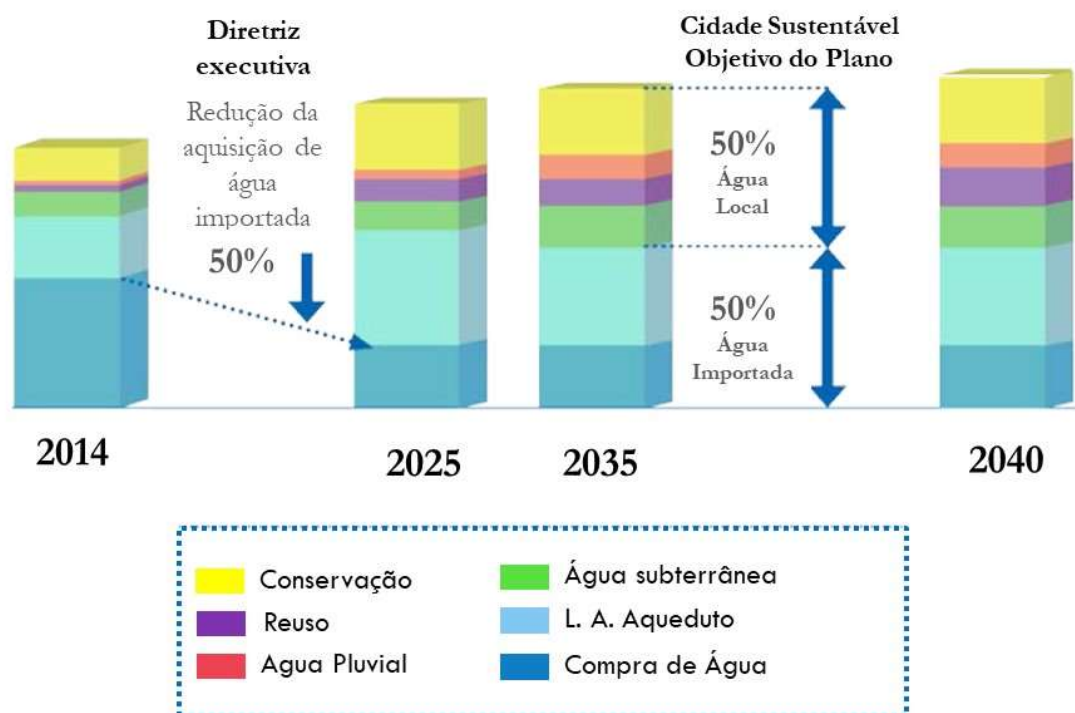 Diretriz
executiva
Redução da
aquisição de
água
importada
50%
Cidade Sustentável
Objetivo do Plano
50%
Água
Local
50%
Água
Importada
2014
2025
2035
2040
Conservação
Reuso
Agua Pluvial
Água subterrânea
L. A. Aqueduto
Compra de Água